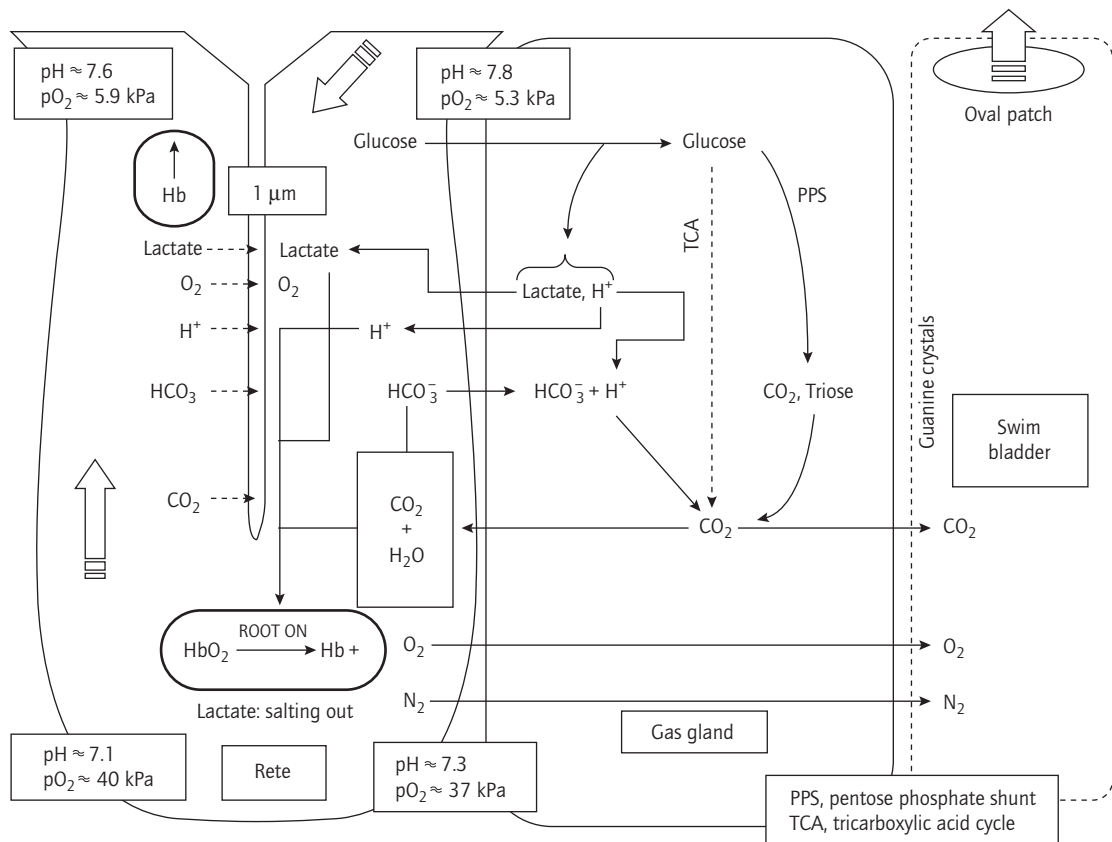 pH ≈ 7.6
pO₂ ≈ 5.9 kPa
pH ≈ 7.8
pO₂ ≈ 5.3 kPa
Oval patch
Glucose
Glucose
Hb
1 μm
PPS
TCA
Lactate
Lactate
O₂
O₂
Lactate, H⁺
H⁺
H⁺
HCO₃
HCO₃⁻
HCO₃⁻ + H⁺
CO₂, Triose
Guanine crystals
Swim
bladder
CO₂
CO₂
+
H₂O
CO₂
CO₂
ROOT ON
HbO₂
Hb +
O₂
O₂
Lactate: salting out
N₂
N₂
Gas gland
pH ≈ 7.1
pO₂ ≈ 40 kPa
Rete
pH ≈ 7.3
pO₂ ≈ 37 kPa
PPS, pentose phosphate shunt
TCA, tricarboxylic acid cycle